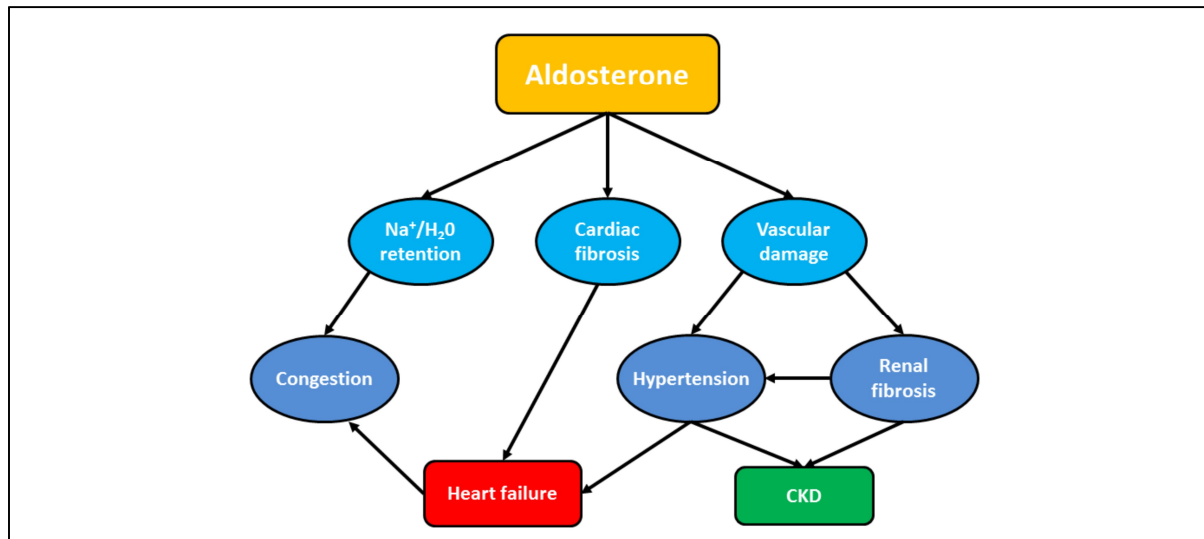 Aldosterone
Na⁺/H₂0
retention
Cardiac
fibrosis
Vascular
damage
Congestion
Hypertension
Renal
fibrosis
Heart failure
CKD